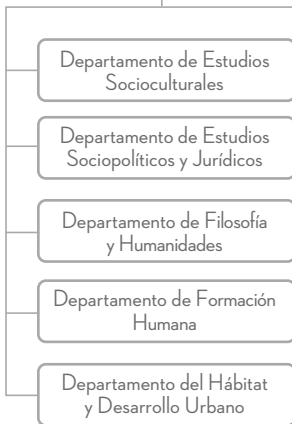 Departamento de Estudios
Socioculturales
Departamento de Estudios
Sociopolíticos y Jurídicos
Departamento de Filosofía
y Humanidades
Departamento de Formación
Humana
Departamento del Hábitat
y Desarrollo Urbano